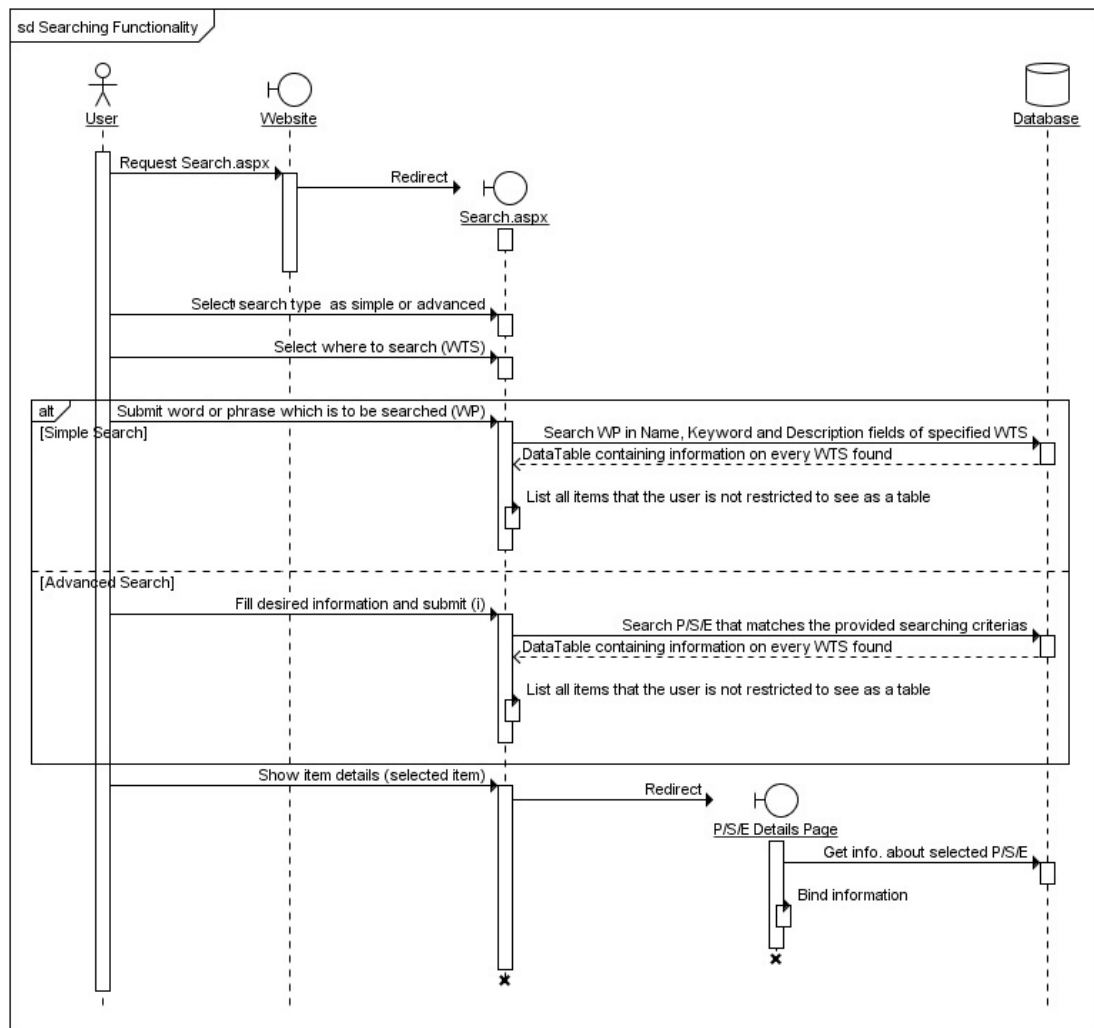 sd Searching Functionality
User
Website
Database
Request Search.aspx
Redirect
Search.aspx
Select search type as simple or advanced
Select where to search (WTS)
alt
Submit word or phrase which is to be searched (WP)
[Simple Search]
Search WP in Name, Keyword and Description fields of specified WTS
DataTable containing information on every WTS found
List all items that the user is not restricted to see as a table
[Advanced Search]
Fill desired information and submit (i)
Search P/S/E that matches the provided searching criterias
DataTable containing information on every WTS found
List all items that the user is not restricted to see as a table
Show item details (selected item)
Redirect
P/S/E Details Page
Get info. about selected P/S/E
Bind information